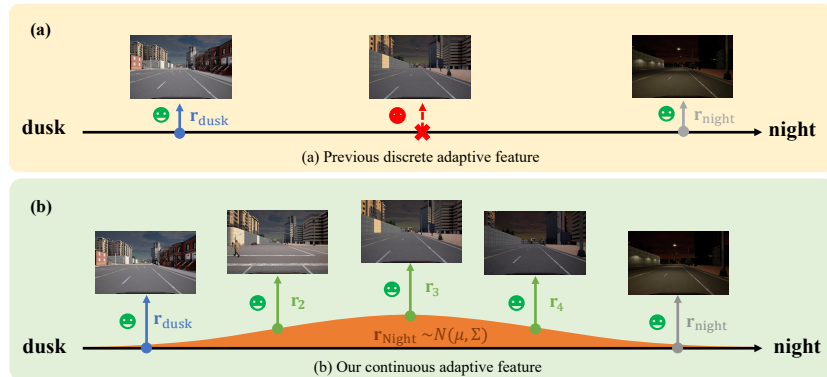 (a)
r_dusk
r_night
dusk
night
(a) Previous discrete adaptive feature
(b)
r_2
r_3
r_4
r_dusk
r_night
r_Night ~N(μ, Σ)
dusk
night
(b) Our continuous adaptive feature